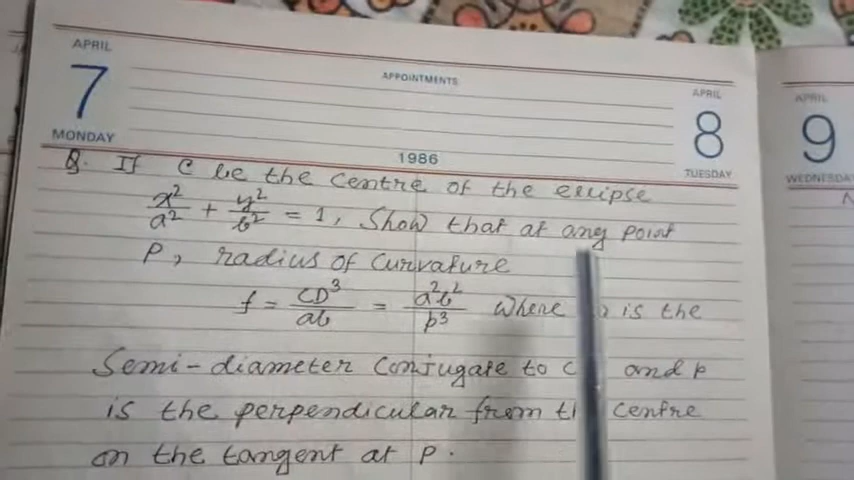 APRIL
7
MONDAY
APPOINTMENTS
1986
APRIL
8
TUESDAY
APRIL
9
WEDNESDAY
Q. If C be the centre of the ellipse
x²/a² + y²/b² = 1, Show that at any point
P, radius of curvature
ρ = CD³/ab = a²b²/p³ where is the
Semi-diameter conjugate to C and p
is the perpendicular from centre
on the tangent at P.